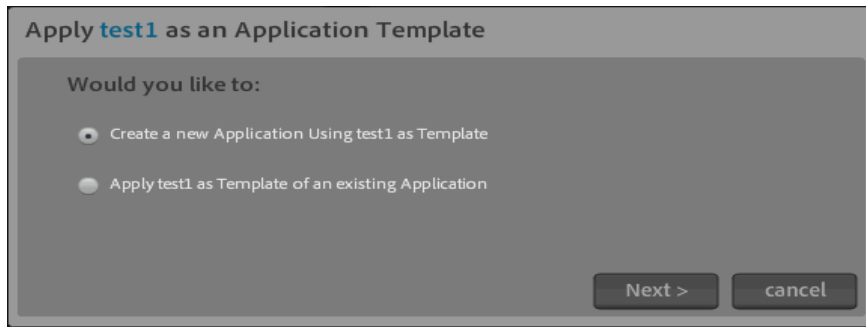 Apply test1 as an Application Template
Would you like to:
Create a new Application Using test1 as Template
Apply test1 as Template of an existing Application
Next > cancel